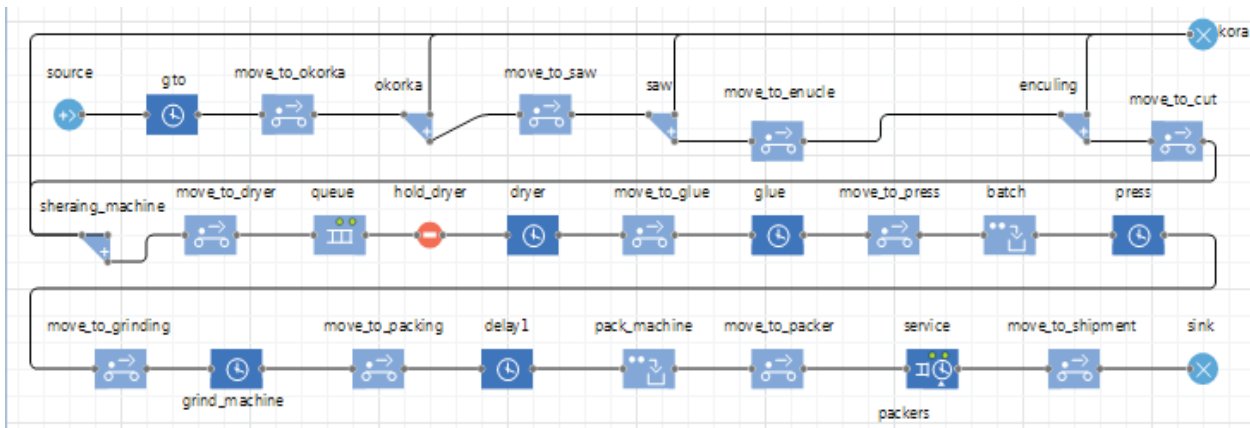 kora
source
gto
move_to_okorka
okorka
move_to_saw
saw
move_to_enucle
enculing
move_to_cut
sheraing_machine
move_to_dryer
queue
hold_dryer
dryer
move_to_glue
glue
move_to_press
batch
press
move_to_grinding
grind_machine
move_to_packing
delay1
pack_machine
move_to_packer
service
packers
move_to_shipment
sink